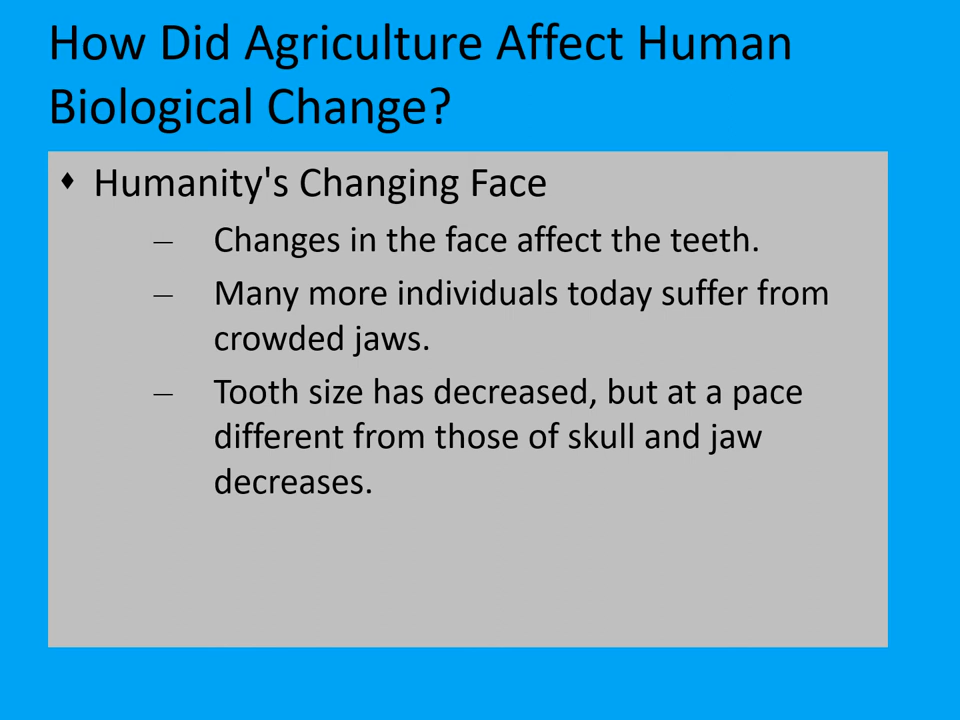 How Did Agriculture Affect Human
Biological Change?
♦ Humanity's Changing Face
– Changes in the face affect the teeth.
– Many more individuals today suffer from
crowded jaws.
– Tooth size has decreased, but at a pace
different from those of skull and jaw
decreases.